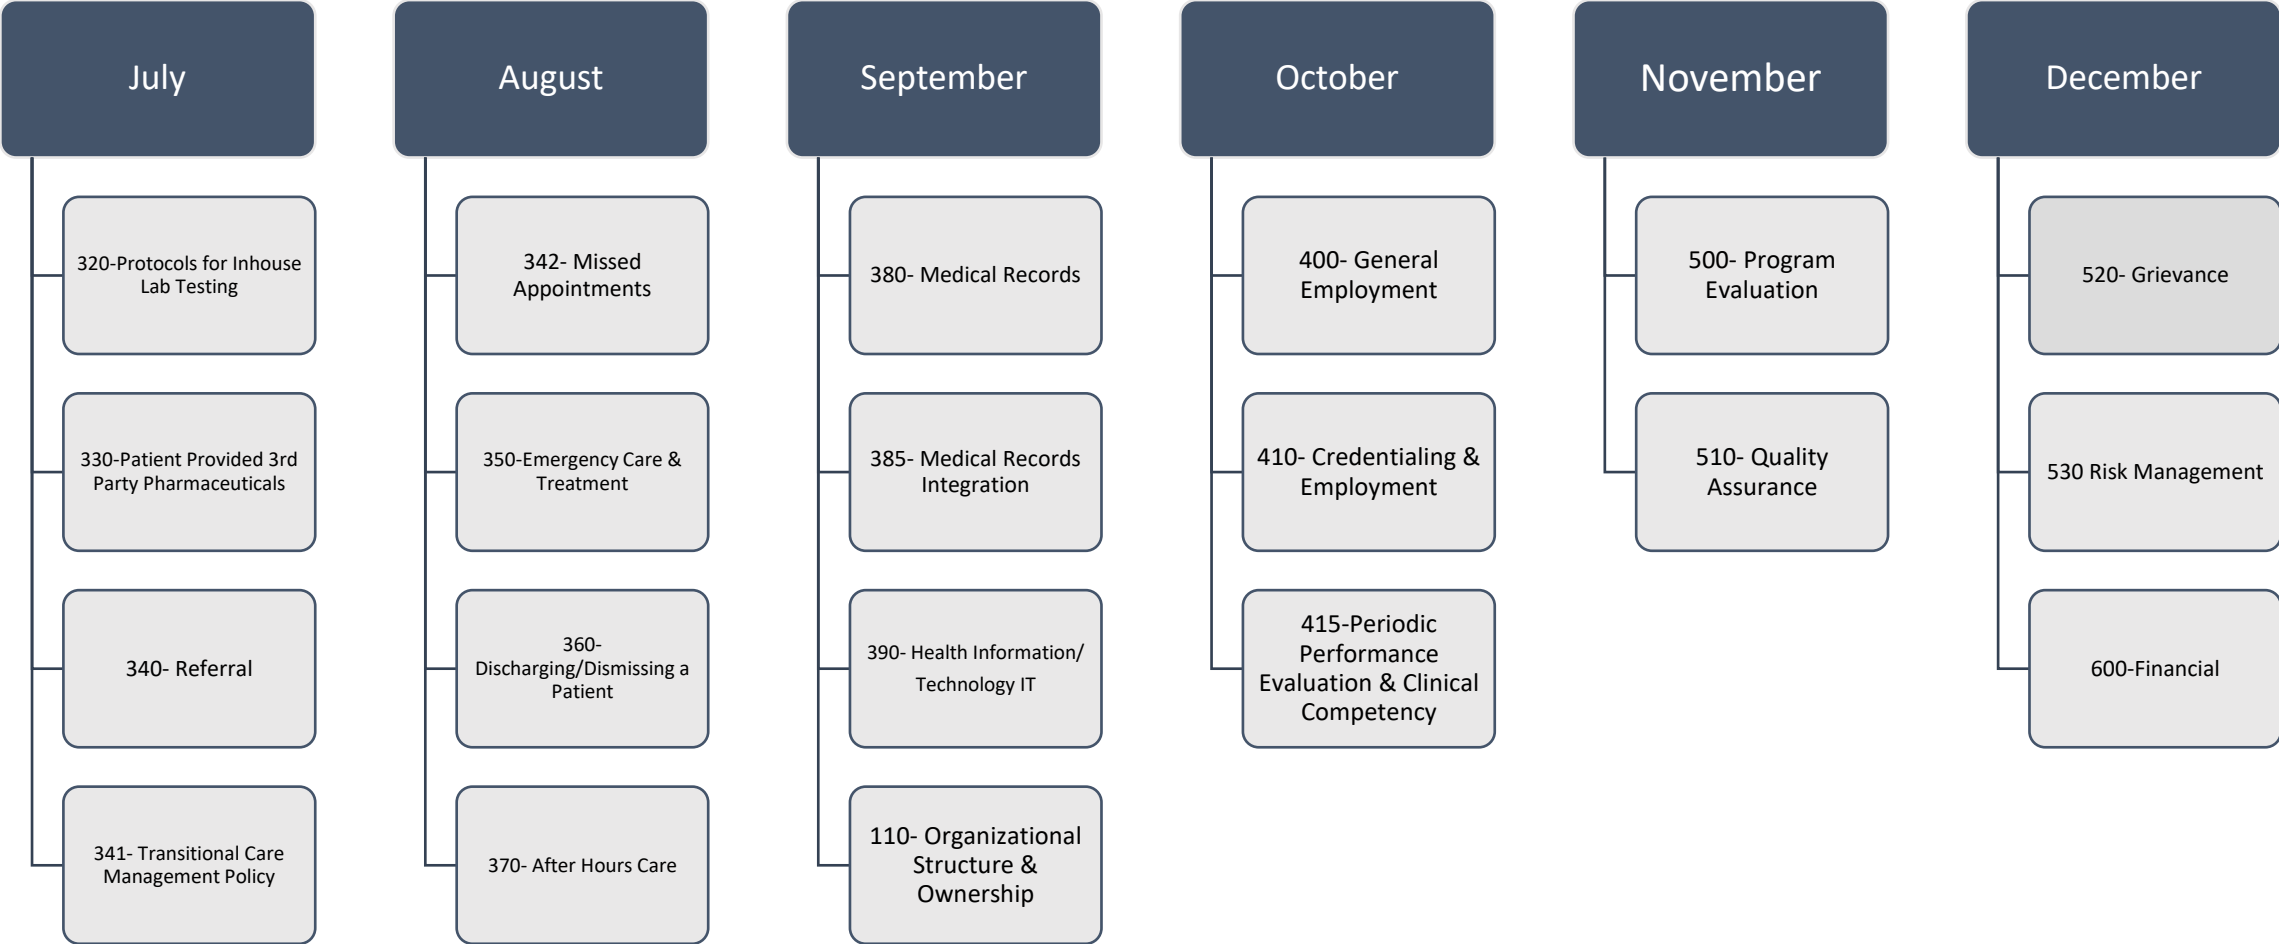 July
320-Protocols for Inhouse
Lab Testing
330-Patient Provided 3rd
Party Pharmaceuticals
340- Referral
341- Transitional Care
Management Policy
August
342- Missed
Appointments
350-Emergency Care &
Treatment
360-
Discharging/Dismissing a
Patient
370- After Hours Care
September
380- Medical Records
385- Medical Records
Integration
390- Health Information/
Technology IT
110- Organizational
Structure &
Ownership
October
400- General
Employment
410- Credentialing &
Employment
415-Periodic
Performance
Evaluation & Clinical
Competency
November
500- Program
Evaluation
510- Quality
Assurance
December
520- Grievance
530 Risk Management
600-Financial